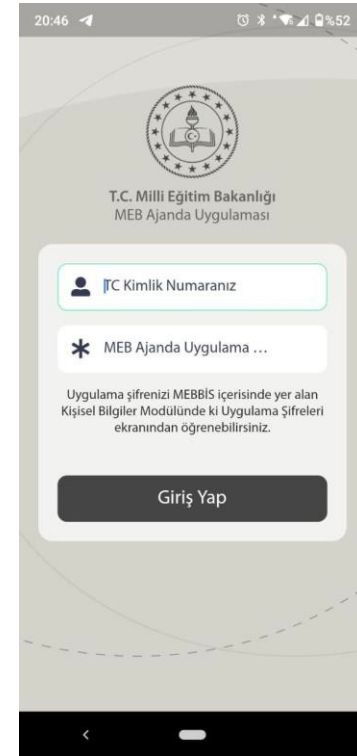 20:46 %52
T.C. Milli Eğitim Bakanlığı
MEB Ajanda Uygulaması
TC Kimlik Numaranız
MEB Ajanda Uygulama ...
Uygulama şifrenizi MEBBİS içerisinde yer alan
Kişisel Bilgiler Modülünde ki Uygulama Şifreleri
ekranından öğrenebilirsiniz.
Giriş Yap